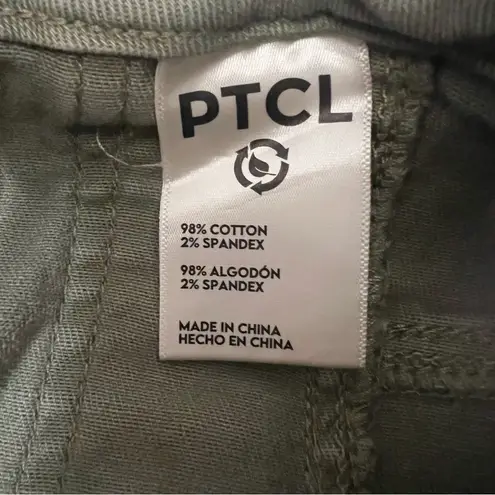 PTCL
98% COTTON
2% SPANDEX
98% ALGODÓN
2% SPANDEX
MADE IN CHINA
HECHO EN CHINA